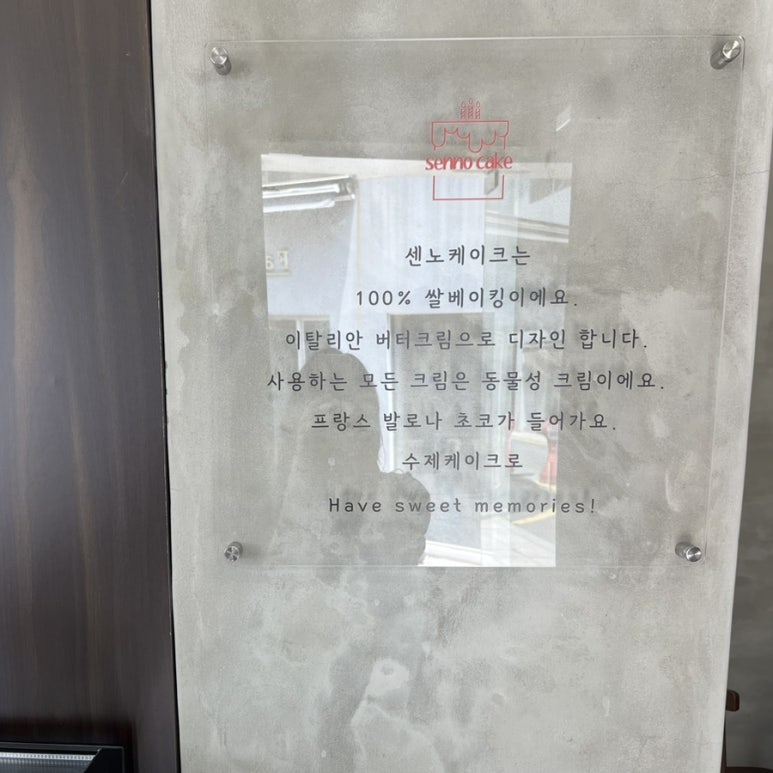 senno cake
센노케이크는
100% 쌀베이킹이에요.
이탈리안 버터크림으로 디자인 합니다.
사용하는 모든 크림은 동물성 크림이에요.
프랑스 발로나 초코가 들어가요.
수제케이크로
Have sweet memories!